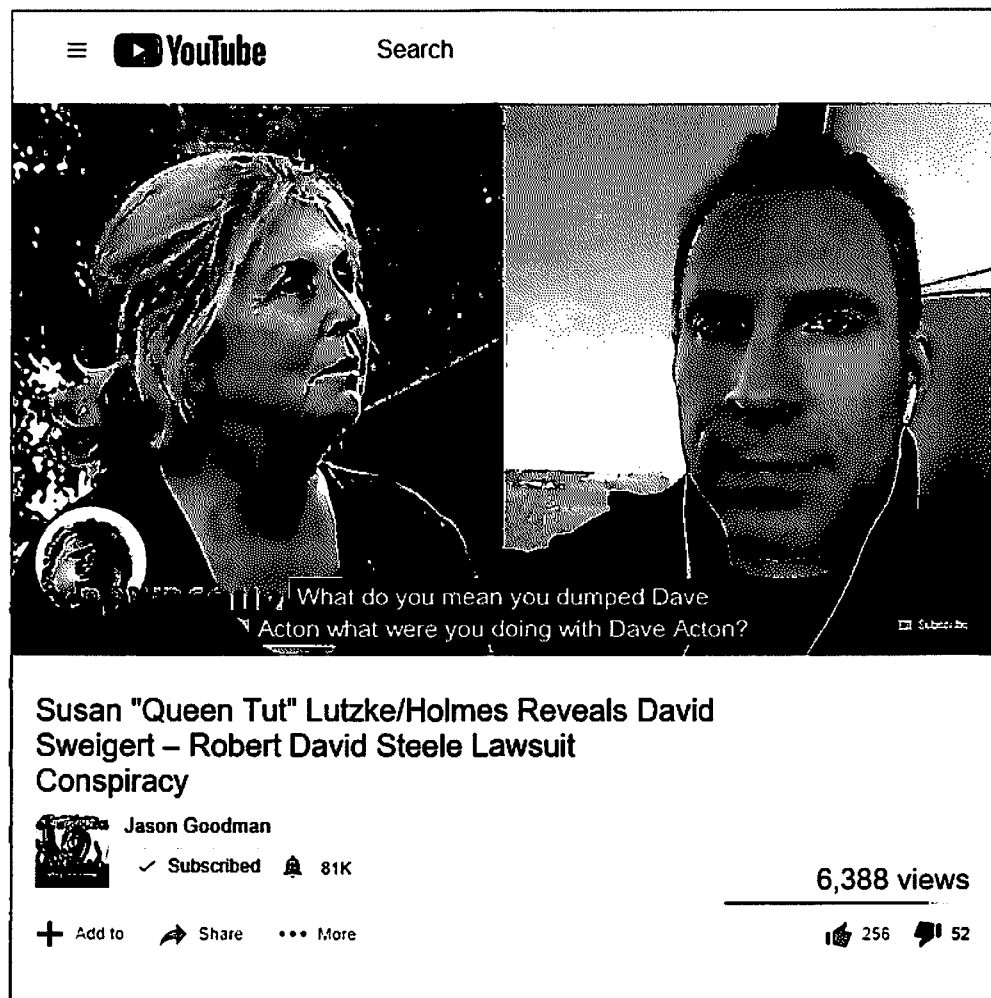 YouTube Search
What do you mean you dumped Dave
Acton what were you doing with Dave Acton?
Subscribe
Susan "Queen Tut" Lutzke/Holmes Reveals David
Sweigert – Robert David Steele Lawsuit
Conspiracy
Jason Goodman
Subscribed 81K
6,388 views
Add to Share More
256 52